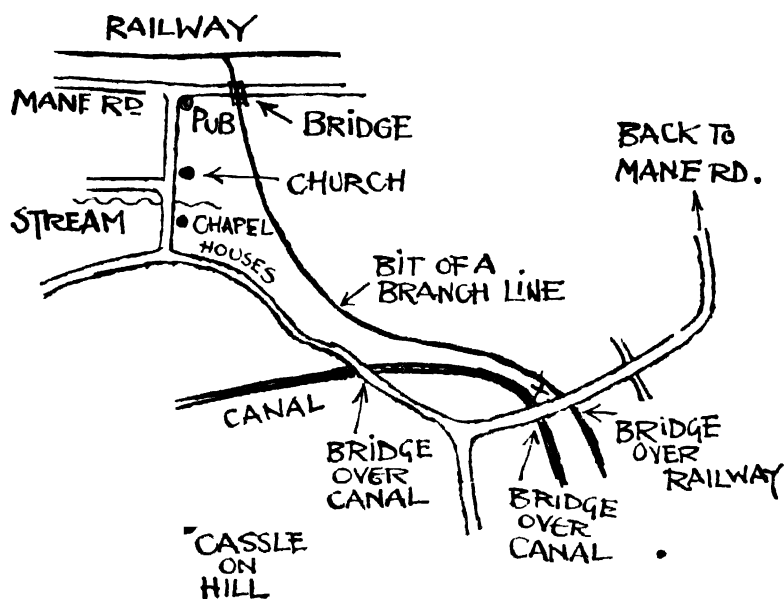 RAILWAY
MANE RD
PUB
BRIDGE
BACK TO
MANE RD.
CHURCH
STREAM
CHAPEL
HOUSES
BIT OF A
BRANCH LINE
CANAL
BRIDGE
OVER
CANAL
BRIDGE
OVER
RAILWAY
BRIDGE
OVER
CANAL
CASSLE
ON
HILL